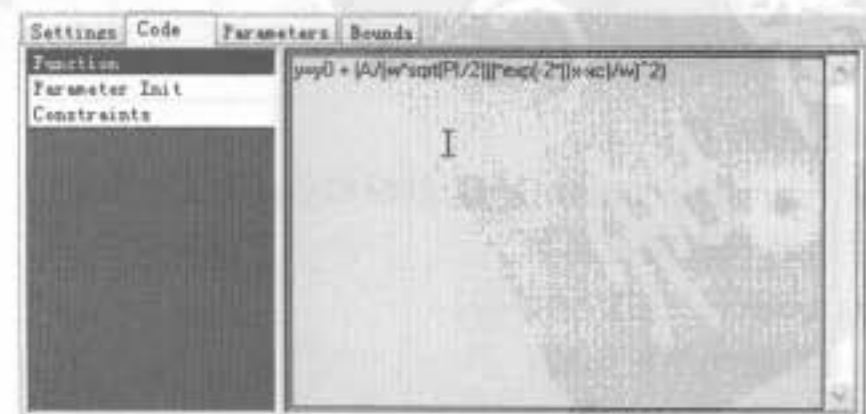 Settings Code Parameters Bounds
Function
Parameter Init
Constraints
y=y0 + (A/(w*sqrt(PI/2)))*exp(-2*((x-xc)/w)^2)